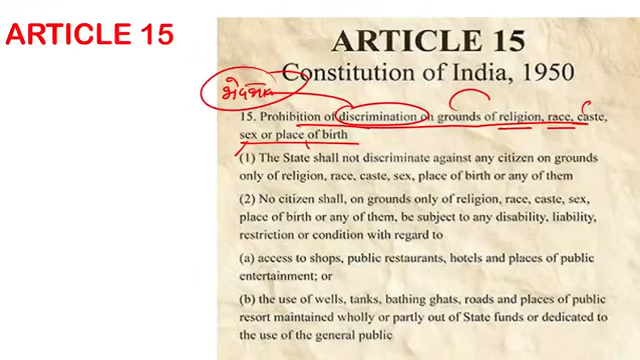 ARTICLE 15
ARTICLE 15
Constitution of India, 1950
भेदभाव
15. Prohibition of discrimination on grounds of religion, race, caste,
sex or place of birth
(1) The State shall not discriminate against any citizen on grounds
only of religion, race, caste, sex, place of birth or any of them
(2) No citizen shall, on grounds only of religion, race, caste, sex,
place of birth or any of them, be subject to any disability, liability,
restriction or condition with regard to
(a) access to shops, public restaurants, hotels and places of public
entertainment; or
(b) the use of wells, tanks, bathing ghats, roads and places of public
resort maintained wholly or partly out of State funds or dedicated to
the use of the general public